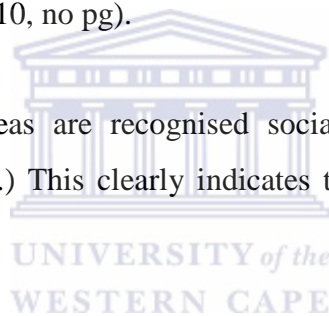 10, no pg).
eas are recognised socia
.) This clearly indicates t
UNIVERSITY of the
WESTERN CAPE